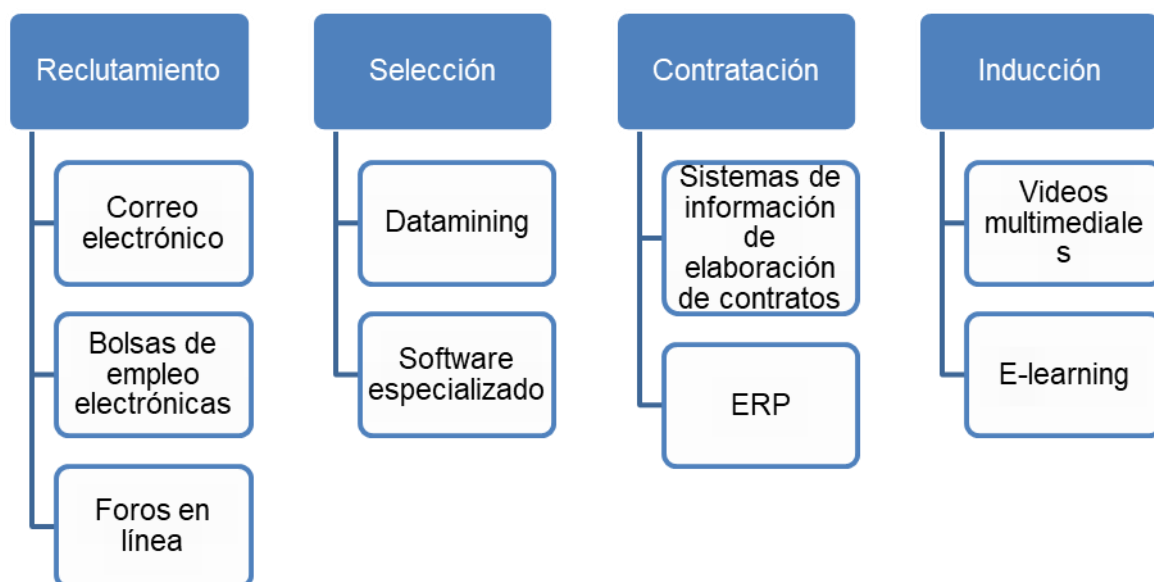 Reclutamiento
Correo
electrónico
Bolsas de
empleo
electrónicas
Foros en
línea
Selección
Datamining
Software
especializado
Contratación
Sistemas de
información
de
elaboración
de contratos
ERP
Inducción
Videos
multimediale
s
E-learning